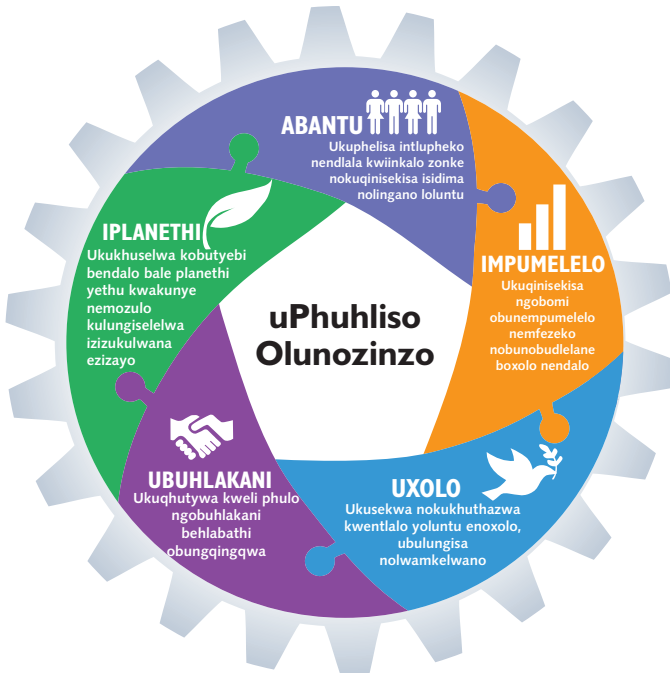 ABANTU
Ukuphelisa intlupheko
nendlala kwiinkalo zonke
nokuqinisekisa isidima
nolingano loluntu
IMPUMELELO
Ukuqinisekisa
ngobomi
obunempumelelo
nemfezeko
nobunobudlelane
boxolo nendalo
UXOLO
Ukusekwa nokukhuthazwa
kwentlalo yoluntu enoxolo,
ubulungisa
nolwamkelwano
UBUHLAKANI
Ukuqhutywa kweli phulo
ngobuhlakani
behlabathi
obungqingqwa
IPLANETHI
Ukukhuselwa kobutyebi
bendalo bale planethi
yethu kwakunye
nemozulo
kulungiselelwa
izizukulwana
ezizayo
uPhuhliso
Olunozinzo